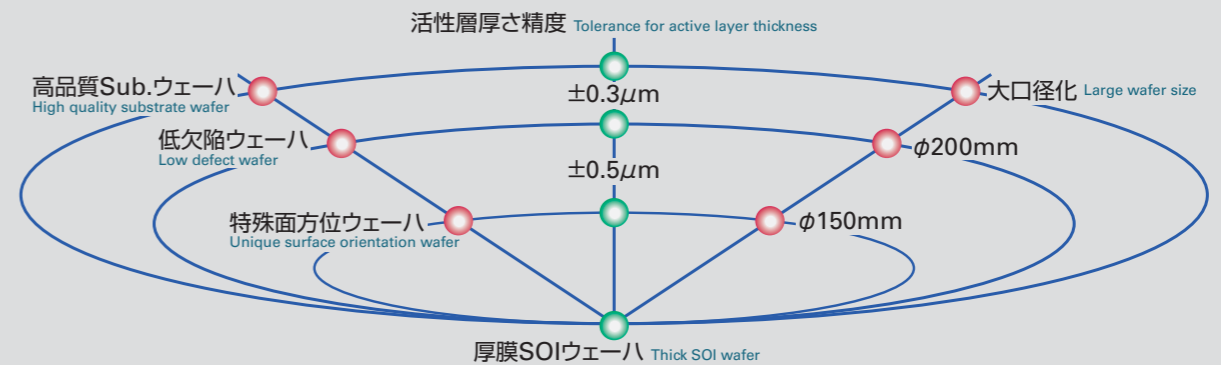 活性層厚さ精度 Tolerance for active layer thickness
高品質Sub.ウェーハ
High quality substrate wafer
±0.3μm
大口径化 Large wafer size
低欠陥ウェーハ
Low defect wafer
φ200mm
±0.5μm
特殊面方位ウェーハ
Unique surface orientation wafer
φ150mm
厚膜SOIウェーハ Thick SOI wafer